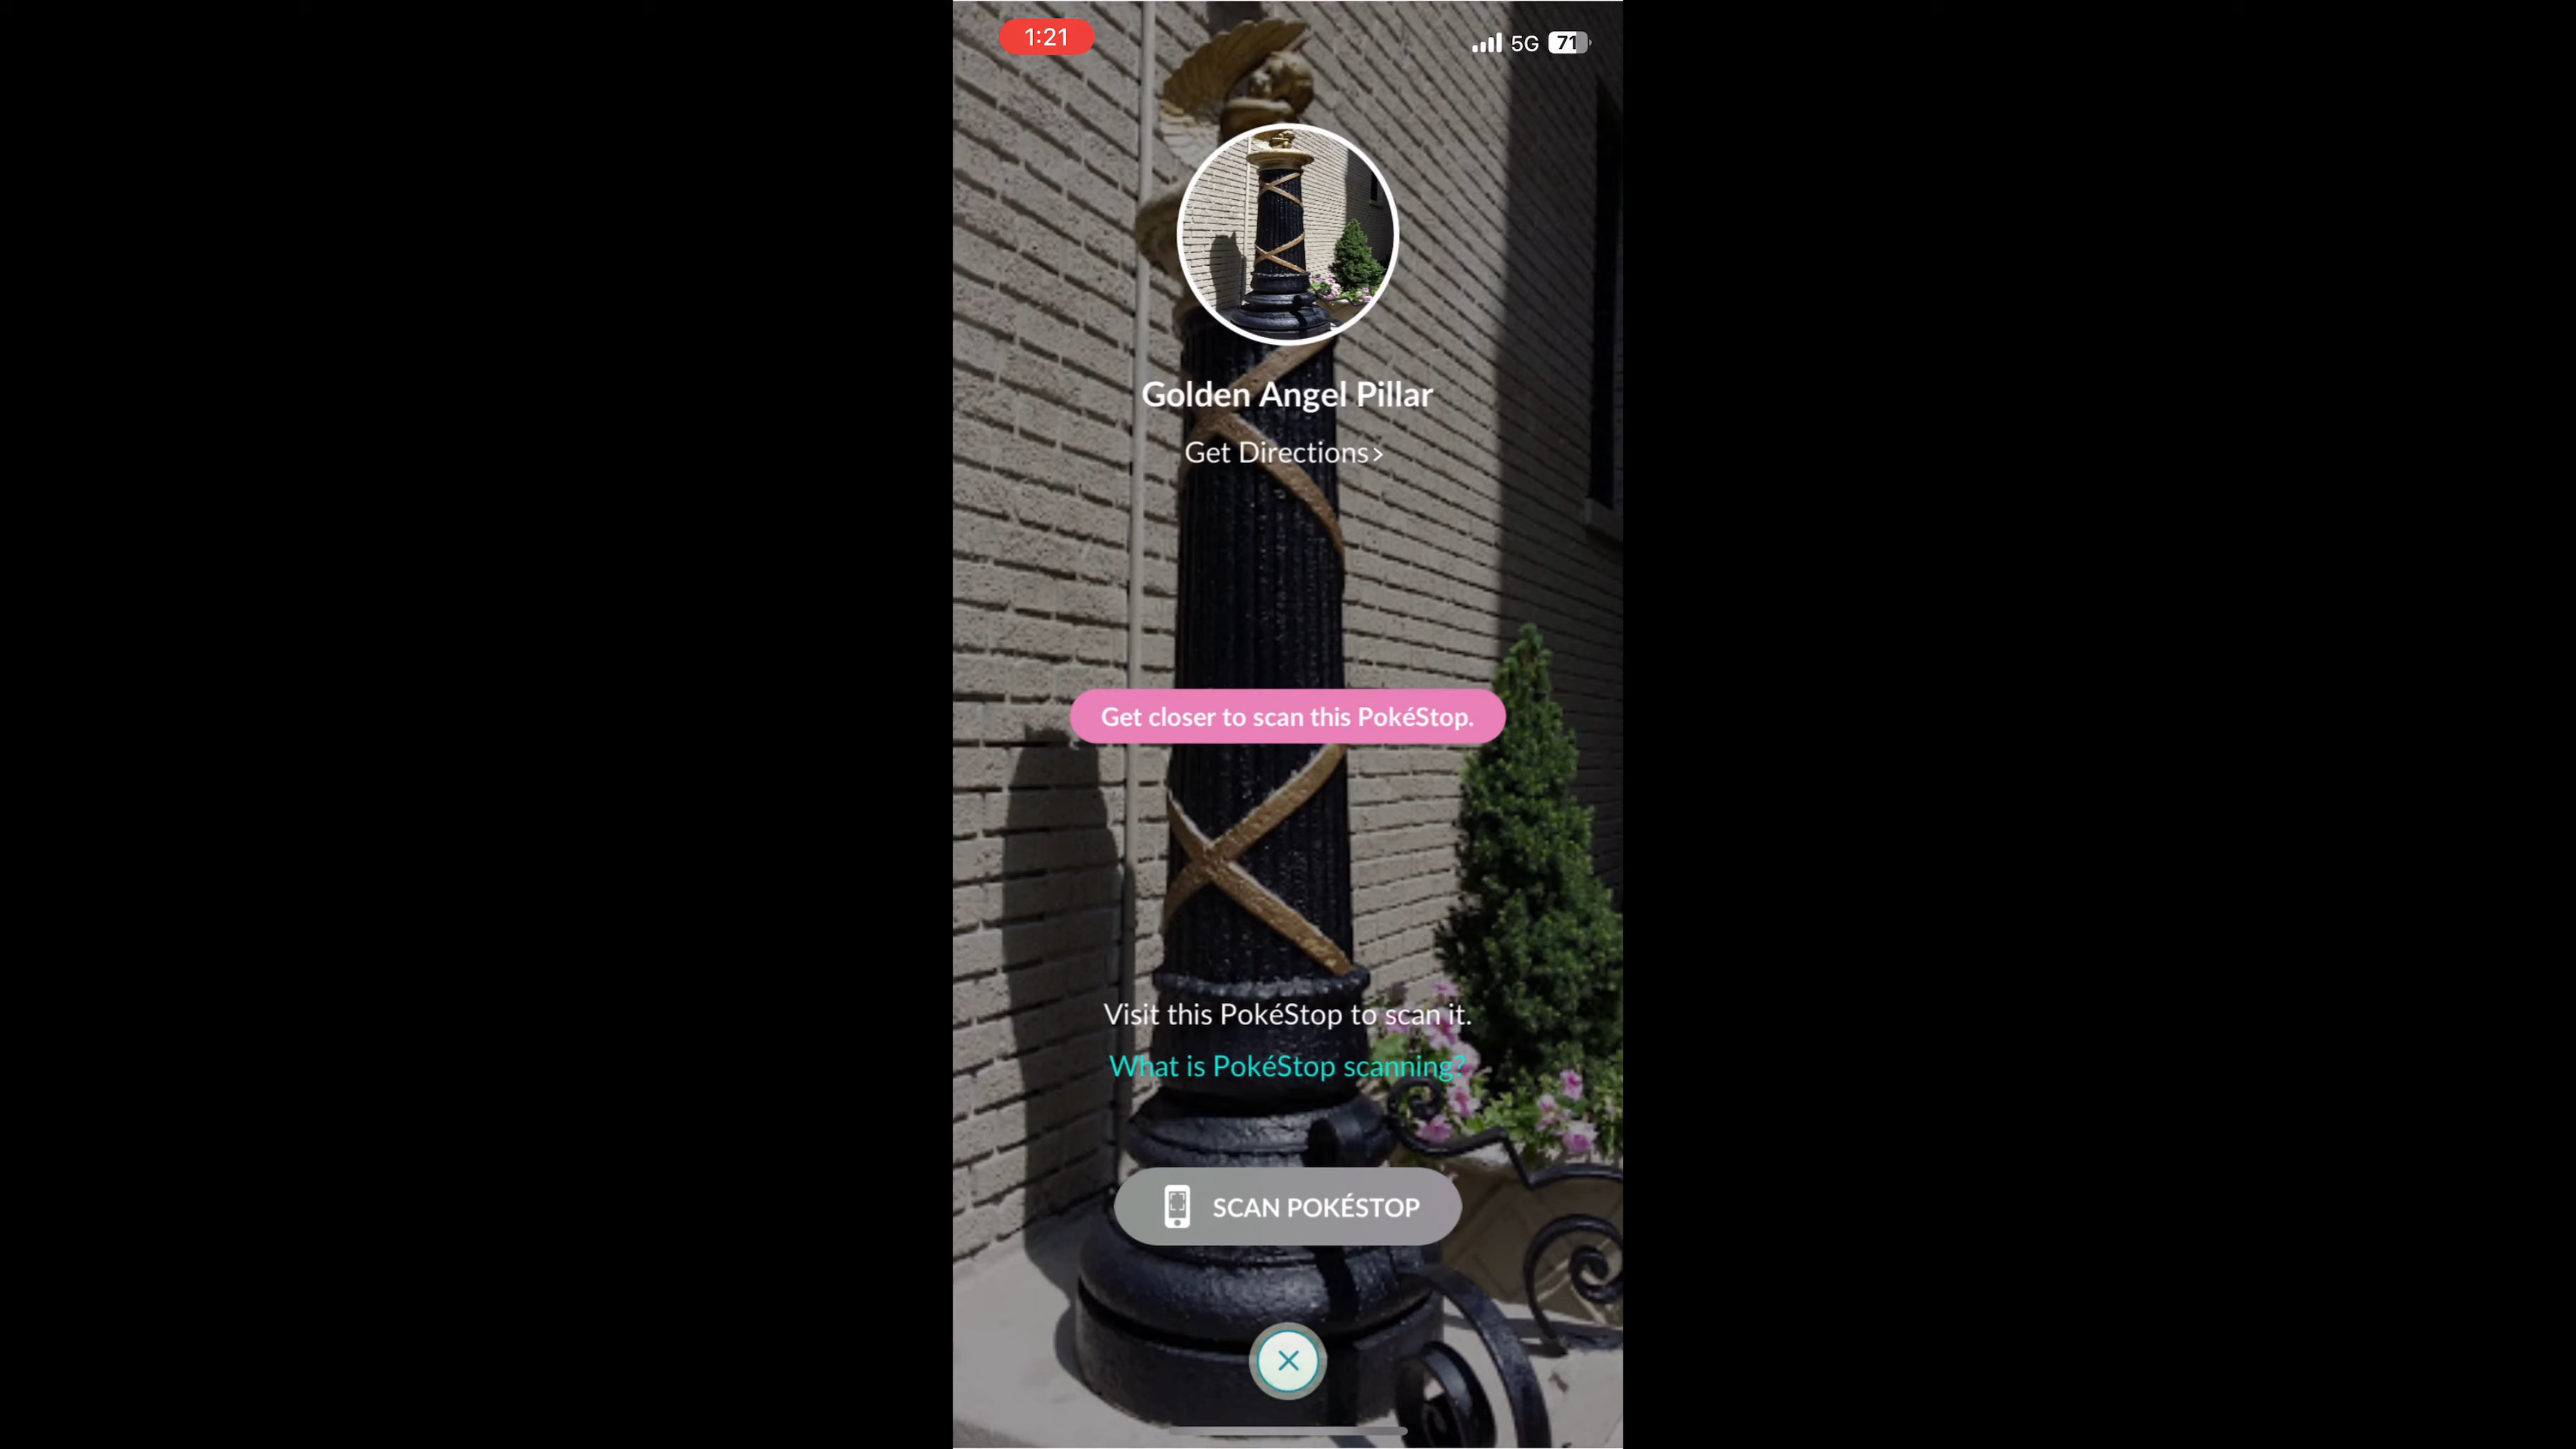 1:21
5G 71
Golden Angel Pillar
Get Directions>
Get closer to scan this PokéStop.
Visit this PokéStop to scan it.
What is PokéStop scanning?
SCAN POKÉSTOP